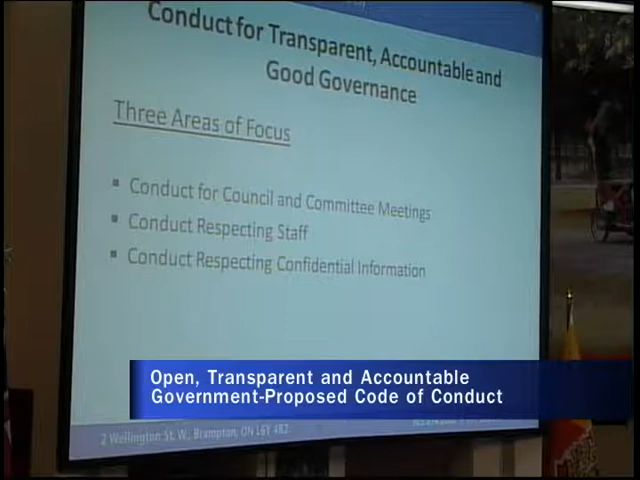 Conduct for Transparent, Accountable and
Good Governance
Three Areas of Focus
▪ Conduct for Council and Committee Meetings
▪ Conduct Respecting Staff
▪ Conduct Respecting Confidential Information
Open, Transparent and Accountable
Government-Proposed Code of Conduct
2 Wellington St. W., Brampton, ON L6Y 4R2